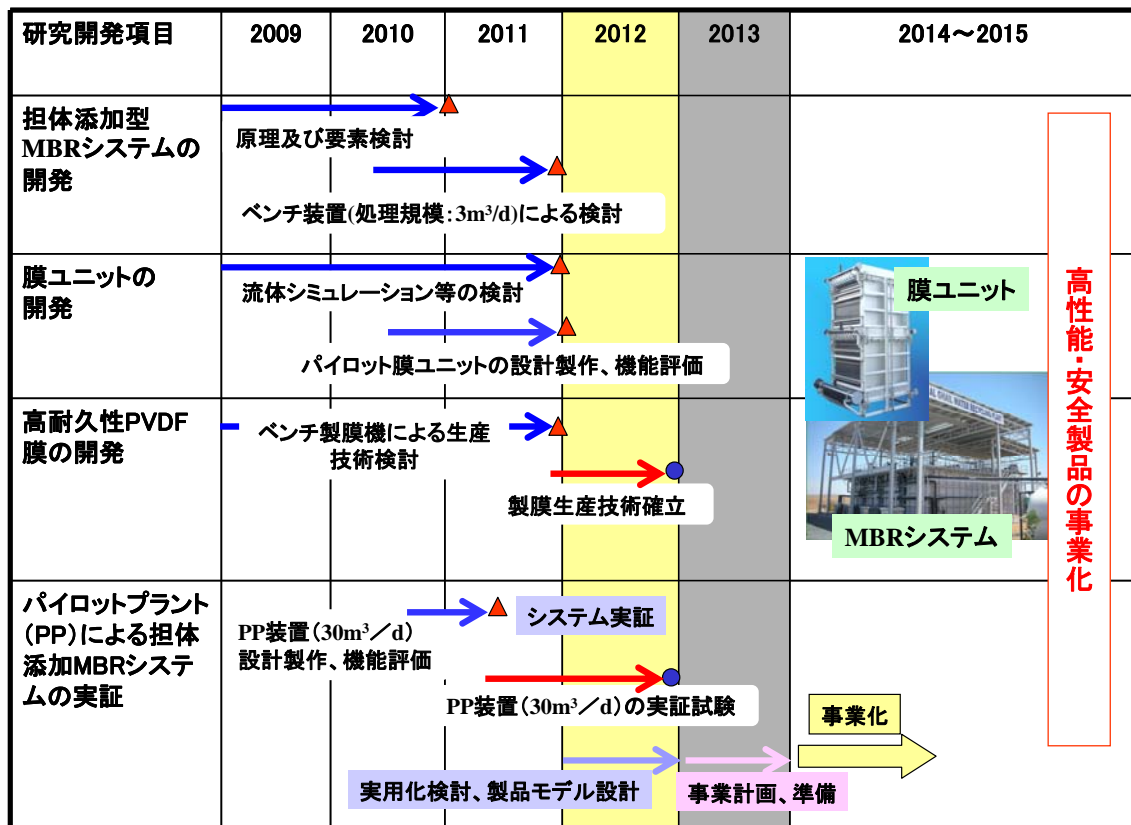 研究開発項目
2009
2010
2011
2012
2013
2014～2015
担体添加型
MBRシステムの
開発
原理及び要素検討
ベンチ装置(処理規模：3m³/d)による検討
膜ユニットの
開発
流体シミュレーション等の検討
パイロット膜ユニットの設計製作、機能評価
高耐久性PVDF
膜の開発
ベンチ製膜機による生産
技術検討
製膜生産技術確立
パイロットプラント
（PP）による担体
添加MBRシステ
ムの実証
PP装置（30m³／d）
設計製作、機能評価
システム実証
PP装置（30m³／d）の実証試験
実用化検討、製品モデル設計
事業計画、準備
事業化
膜ユニット
MBRシステム
高性能・安全製品の事業化